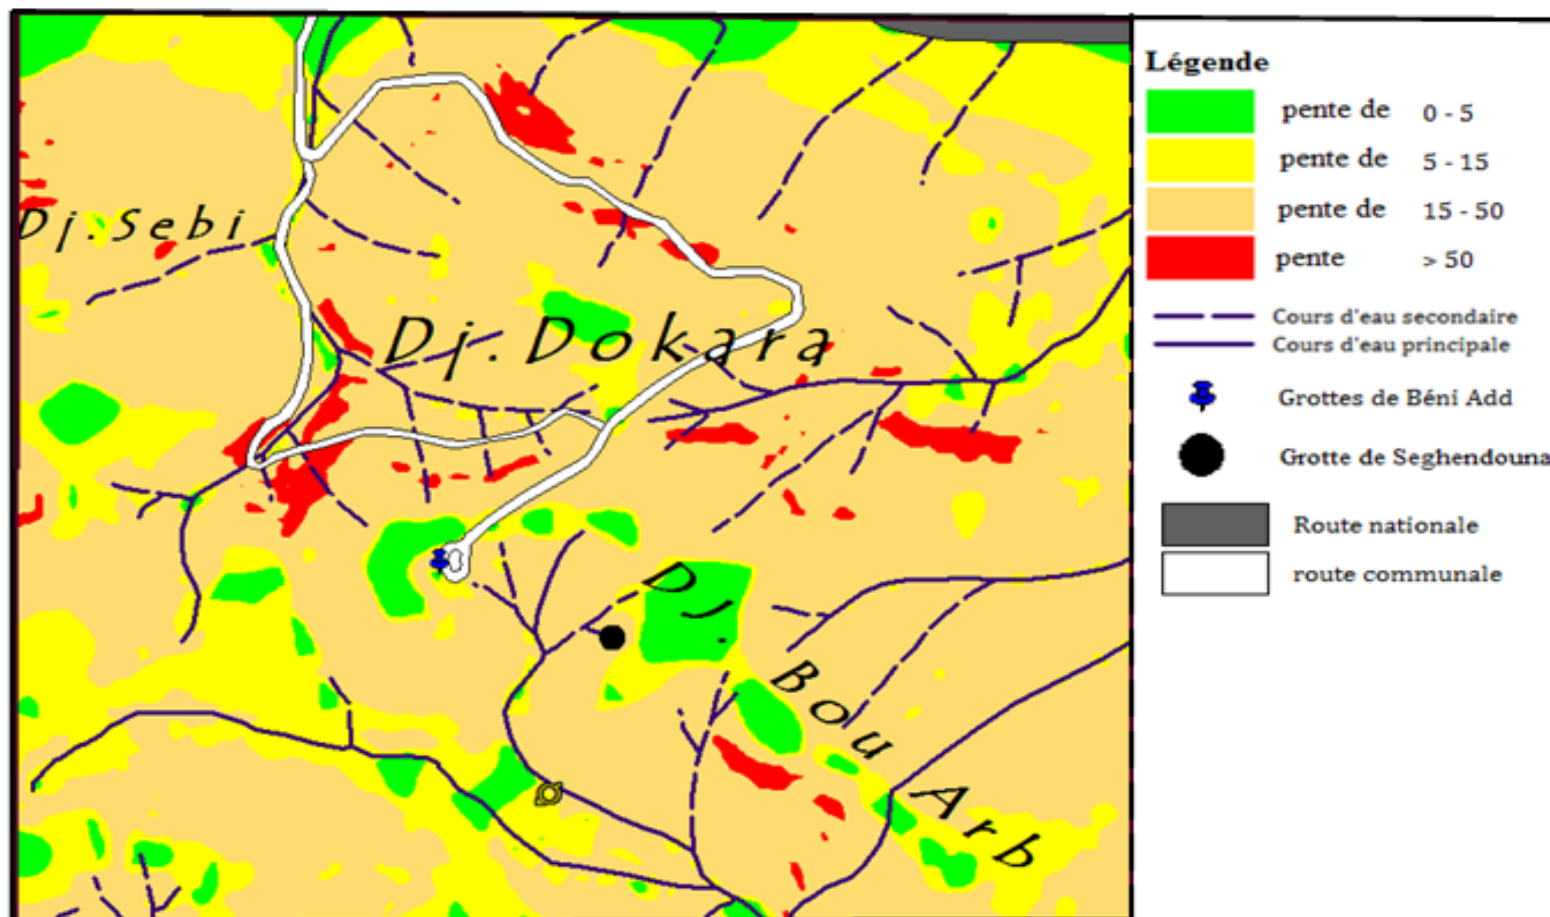 Dj. Sebi
Dj. Dokara
Dj. Bou Arb
Légende
pente de 0 - 5
pente de 5 - 15
pente de 15 - 50
pente > 50
Cours d'eau secondaire
Cours d'eau principale
Grottes de Béni Add
Grotte de Seghendouna
Route nationale
route communale